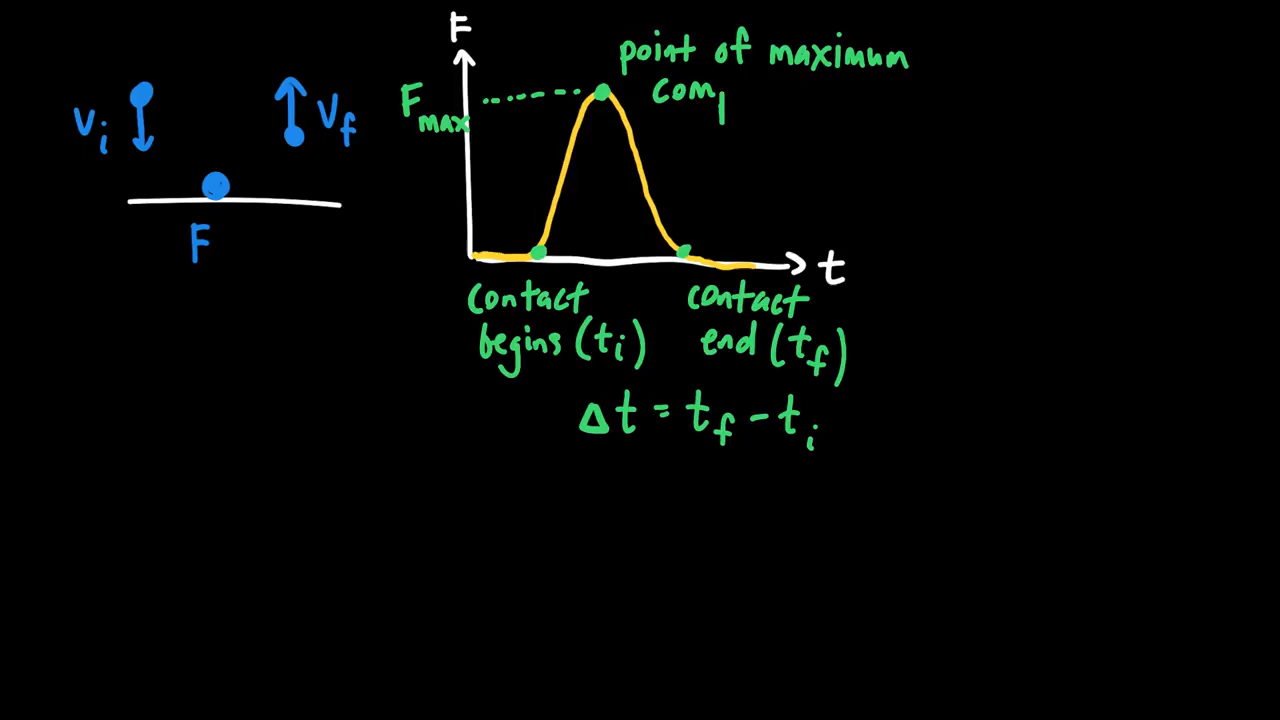 F
point of maximum
com
F max
v i
v f
F
t
contact
begins (t i)
contact
end (t f)
Δt = t f - t i